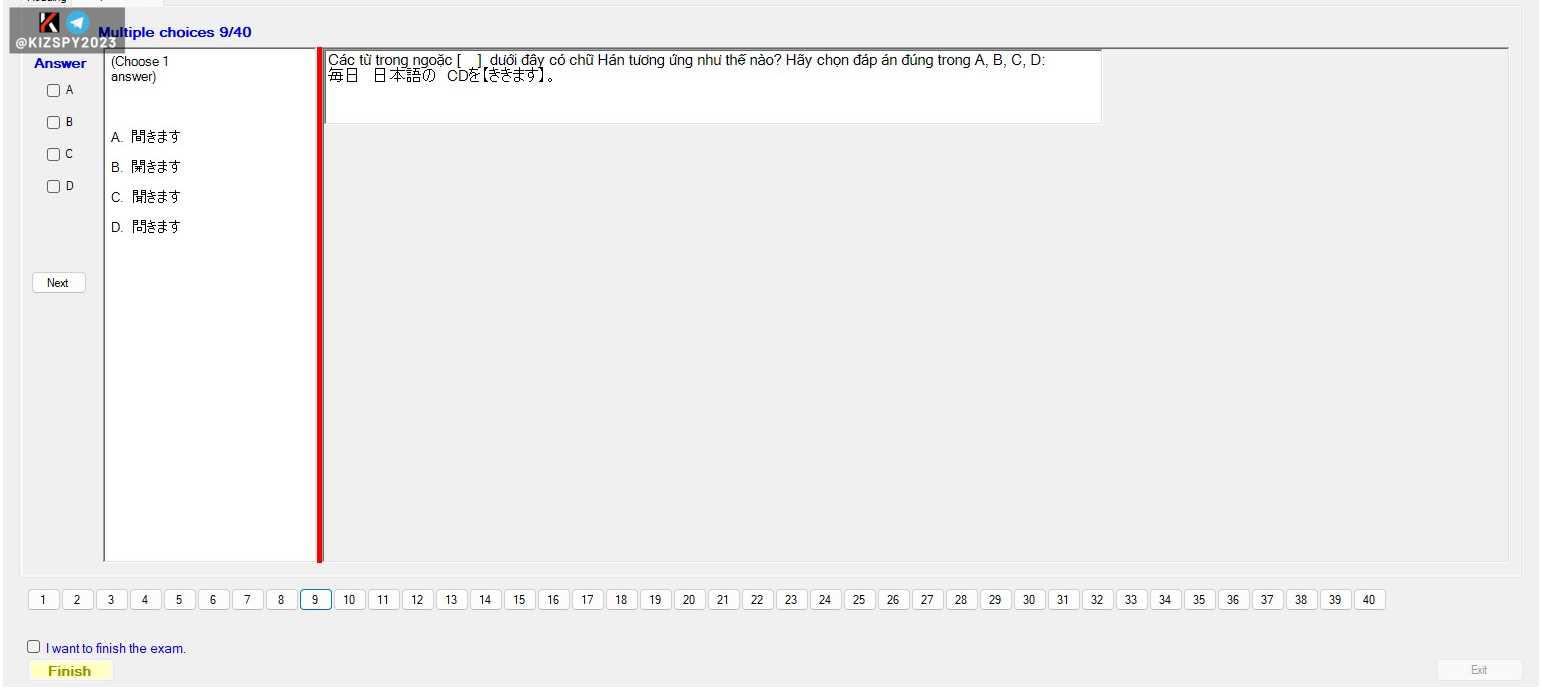 @KIZSPY2023
Multiple choices 9/40
Answer
A
B
C
D
Next
(Choose 1
answer)
A. 間きます
B. 開きます
C. 聞きます
D. 問きます
Các từ trong ngoặc [ ] dưới đây có chữ Hán tương ứng như thế nào? Hãy chọn đáp án đúng trong A, B, C, D:
毎日 日本語の CDを【ききます】。
1 2 3 4 5 6 7 8 9 10 11 12 13 14 15 16 17 18 19 20 21 22 23 24 25 26 27 28 29 30 31 32 33 34 35 36 37 38 39 40
I want to finish the exam.
Finish
Exit